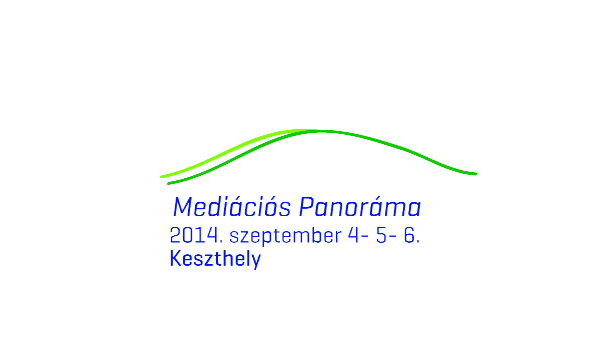 Mediációs Panoráma
2014. szeptember 4- 5- 6.
Keszthely